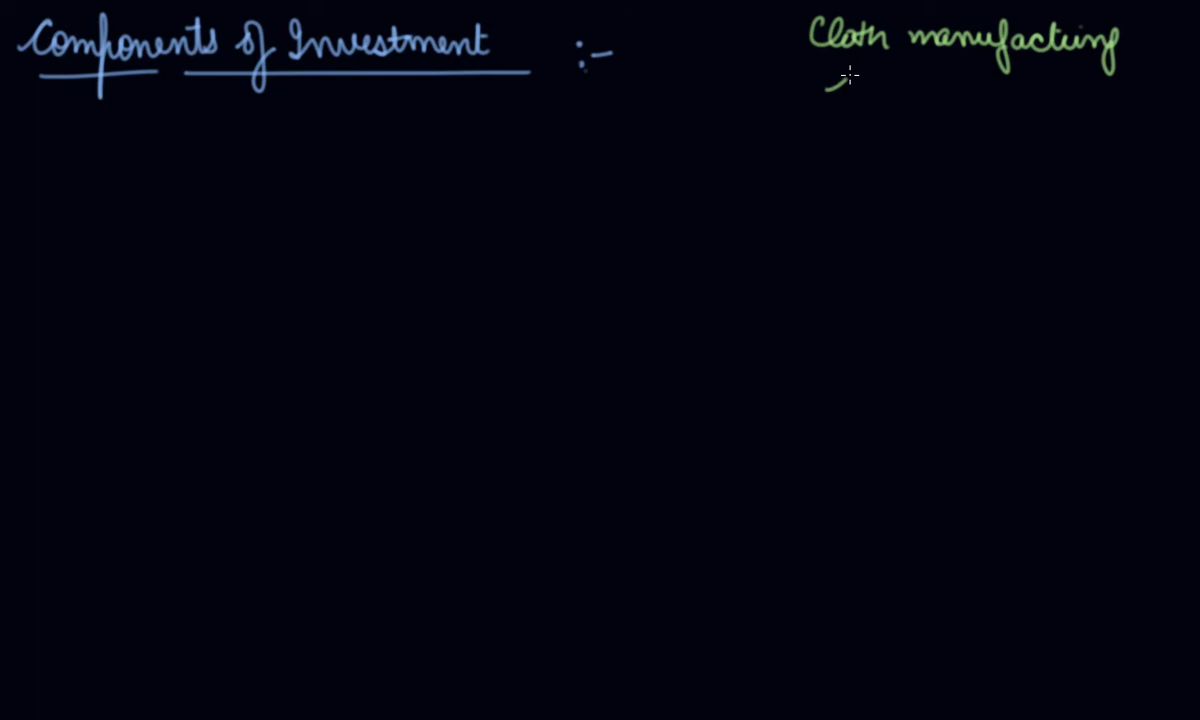 Components of Investment :-
Cloth manufacturing